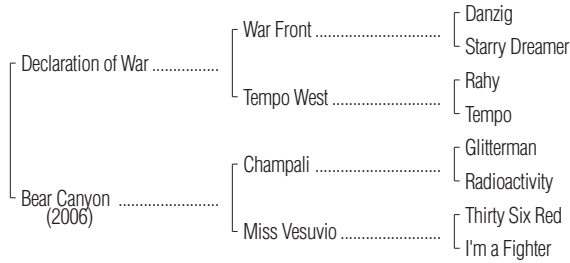 Danzig
War Front
Starry Dreamer
Declaration of War
Rahy
Tempo West
Tempo
Glitterman
Champali
Radioactivity
Bear Canyon
(2006)
Thirty Six Red
Miss Vesuvio
I'm a Fighter